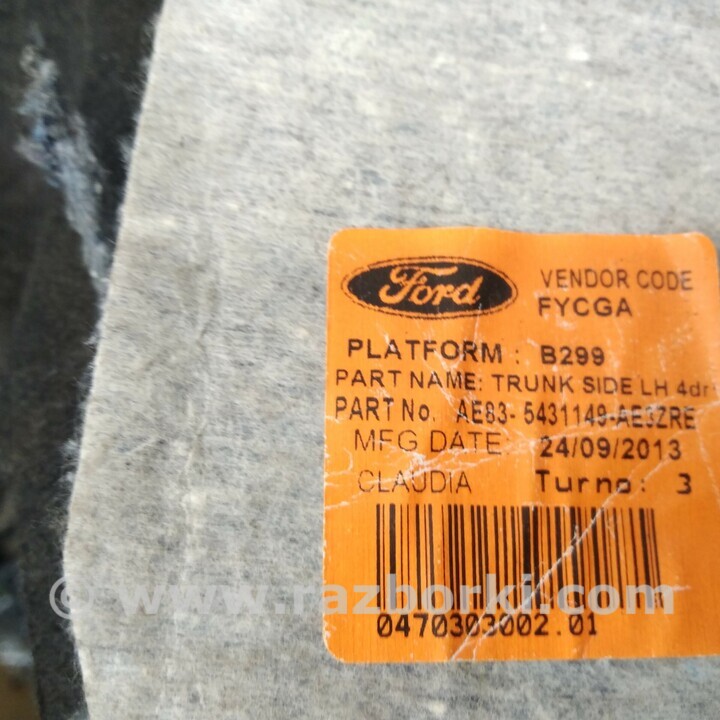 Ford
VENDOR CODE
FYCGA
PLATFORM : B299
PART NAME: TRUNK SIDE LH 4dr
PART No. AE83- 5431149-AE3ZRE
MFG DATE: 24/09/2013
CLAUDIA Turno: 3
0470303002.01
© www.razborki.com